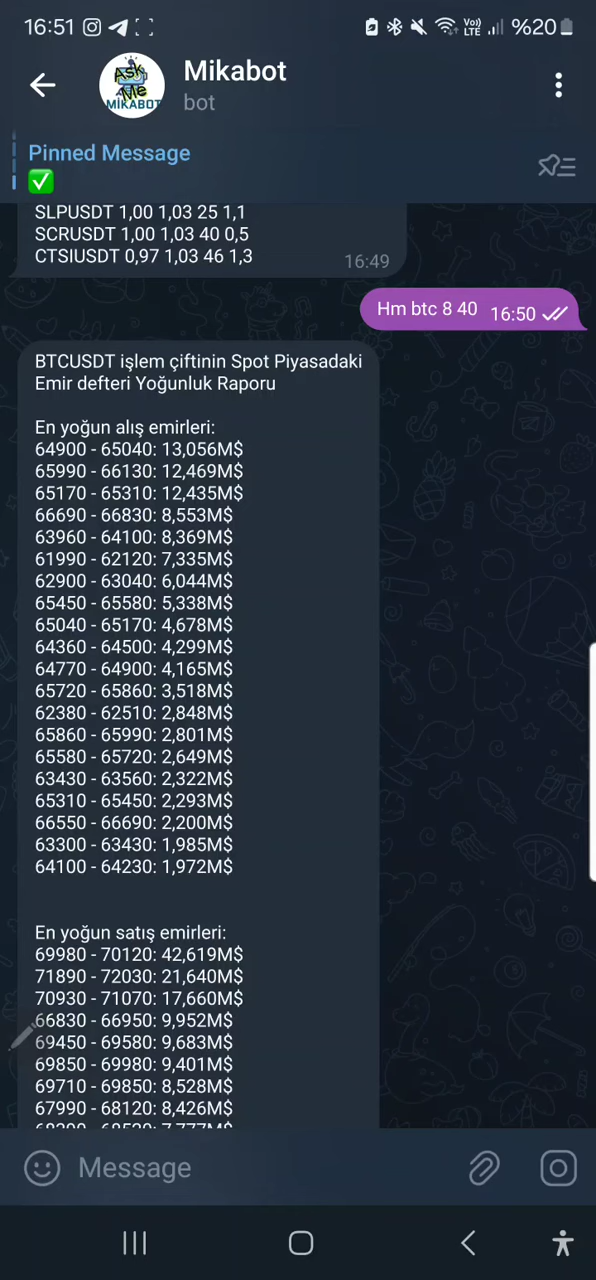 16:51
Vo) LTE
%20
Ask Me MİKABOT
Mikabot
bot
Pinned Message
SLPUSDT 1,00 1,03 25 1,1
SCRUSDT 1,00 1,03 40 0,5
CTSIUSDT 0,97 1,03 46 1,3
16:49
Hm btc 8 40 16:50
BTCUSDT işlem çiftinin Spot Piyasadaki
Emir defteri Yoğunluk Raporu
En yoğun alış emirleri:
64900 - 65040: 13,056M$
65990 - 66130: 12,469M$
65170 - 65310: 12,435M$
66690 - 66830: 8,553M$
63960 - 64100: 8,369M$
61990 - 62120: 7,335M$
62900 - 63040: 6,044M$
65450 - 65580: 5,338M$
65040 - 65170: 4,678M$
64360 - 64500: 4,299M$
64770 - 64900: 4,165M$
65720 - 65860: 3,518M$
62380 - 62510: 2,848M$
65860 - 65990: 2,801M$
65580 - 65720: 2,649M$
63430 - 63560: 2,322M$
65310 - 65450: 2,293M$
66550 - 66690: 2,200M$
63300 - 63430: 1,985M$
64100 - 64230: 1,972M$
En yoğun satış emirleri:
69980 - 70120: 42,619M$
71890 - 72030: 21,640M$
70930 - 71070: 17,660M$
66830 - 66950: 9,952M$
69450 - 69580: 9,683M$
69850 - 69980: 9,401M$
69710 - 69850: 8,528M$
67990 - 68120: 8,426M$
Message